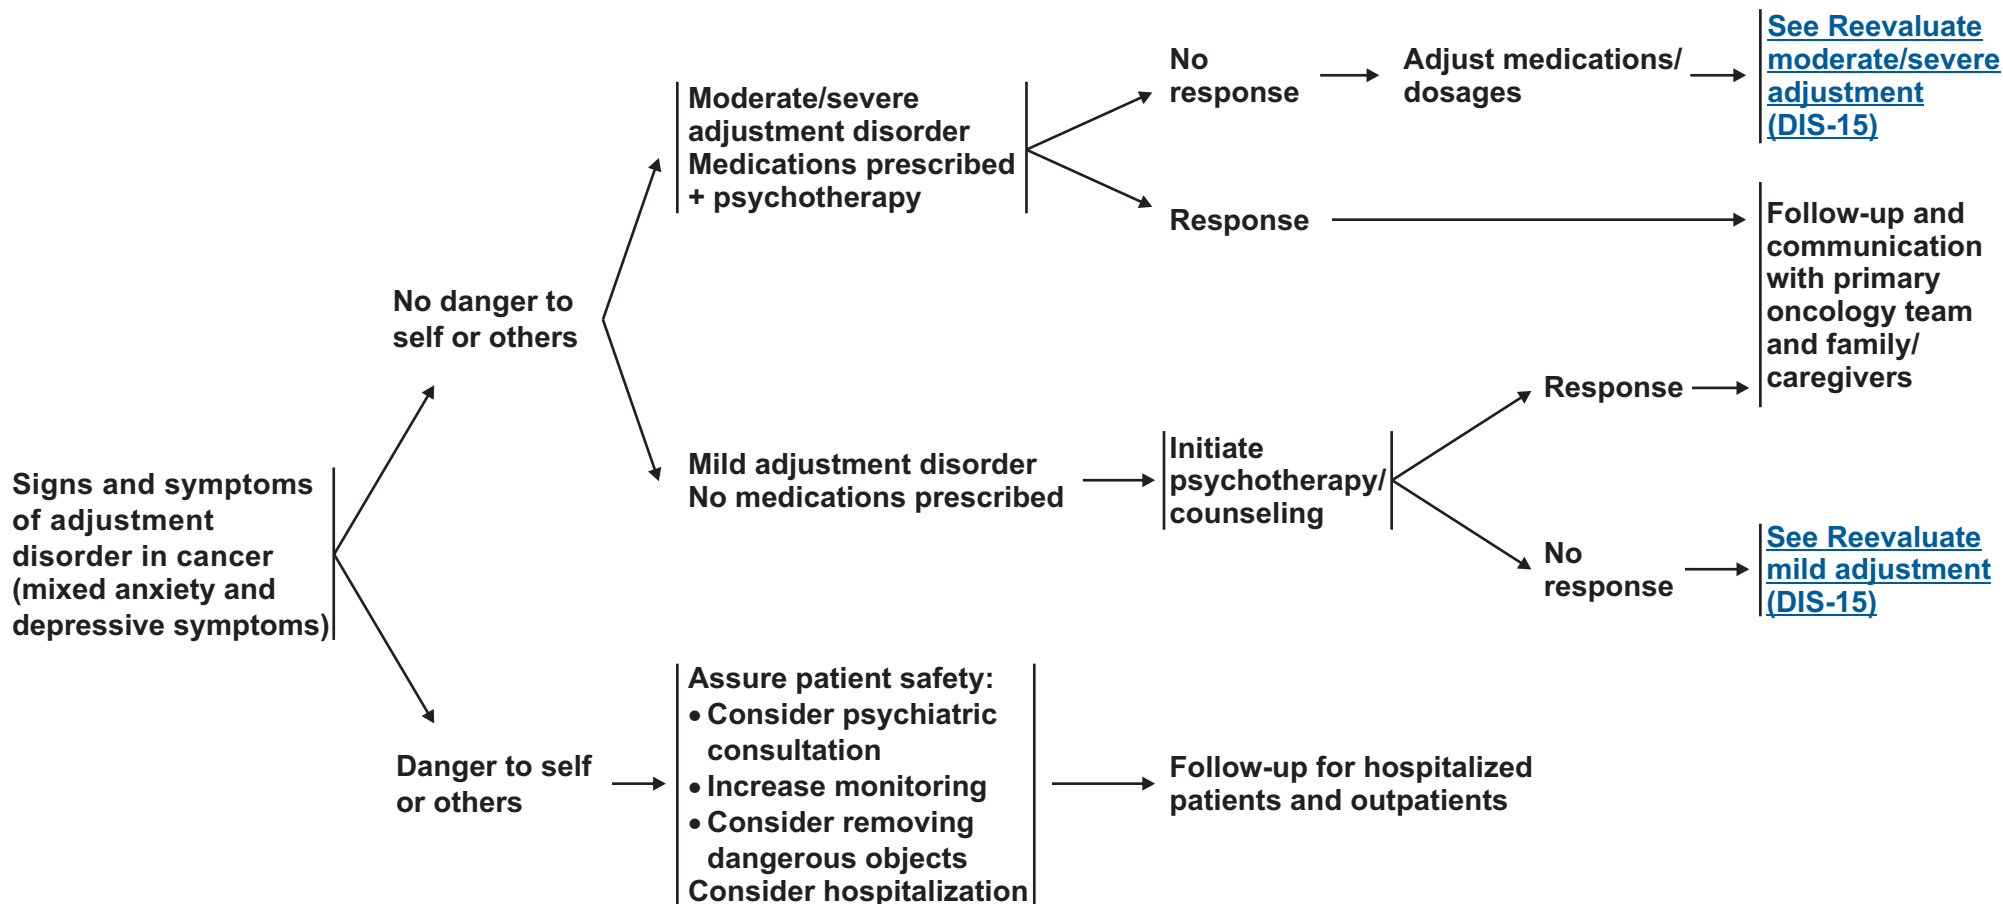 Signs and symptoms
of adjustment
disorder in cancer
(mixed anxiety and
depressive symptoms)
No danger to
self or others
Moderate/severe
adjustment disorder
Medications prescribed
+ psychotherapy
No
response
Adjust medications/
dosages
See Reevaluate
moderate/severe
adjustment
(DIS-15)
Response
Follow-up and
communication
with primary
oncology team
and family/
caregivers
Mild adjustment disorder
No medications prescribed
Initiate
psychotherapy/
counseling
Response
No
response
See Reevaluate
mild adjustment
(DIS-15)
Danger to self
or others
Assure patient safety:
• Consider psychiatric
consultation
• Increase monitoring
• Consider removing
dangerous objects
Consider hospitalization
Follow-up for hospitalized
patients and outpatients